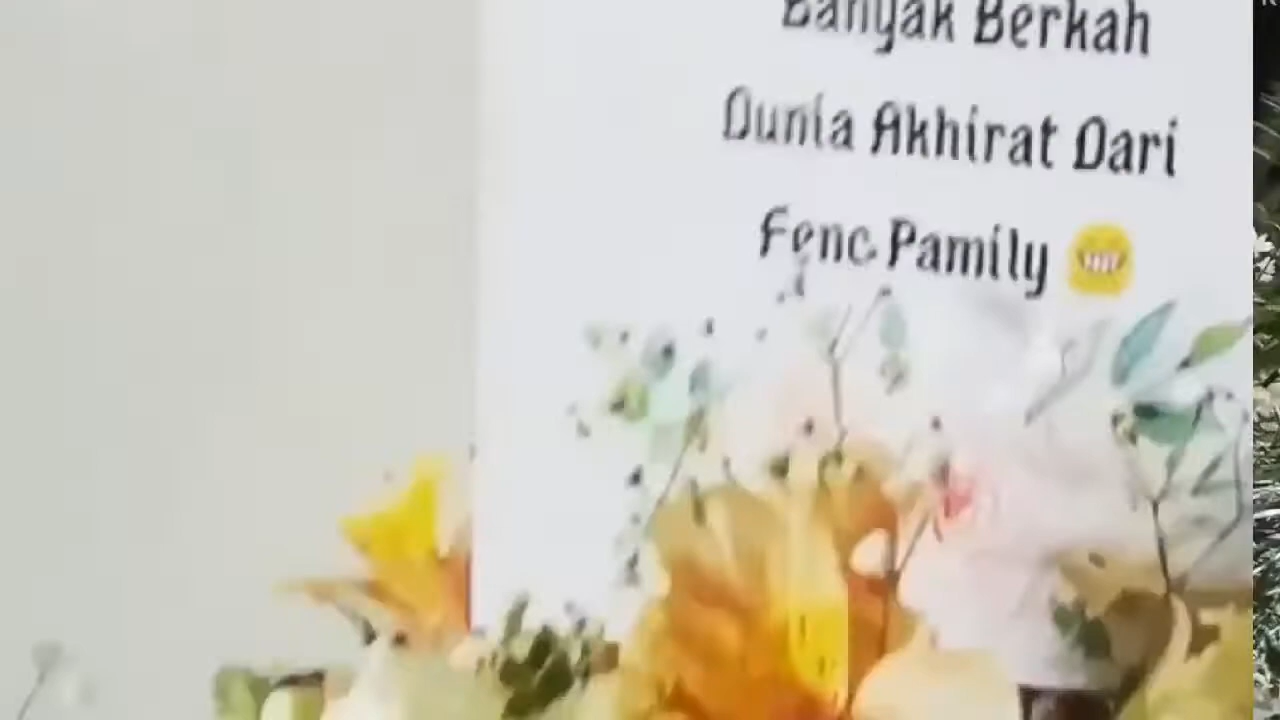 Banyak Berkah
Dunia Akhirat Dari
Fenc Pamily 😁